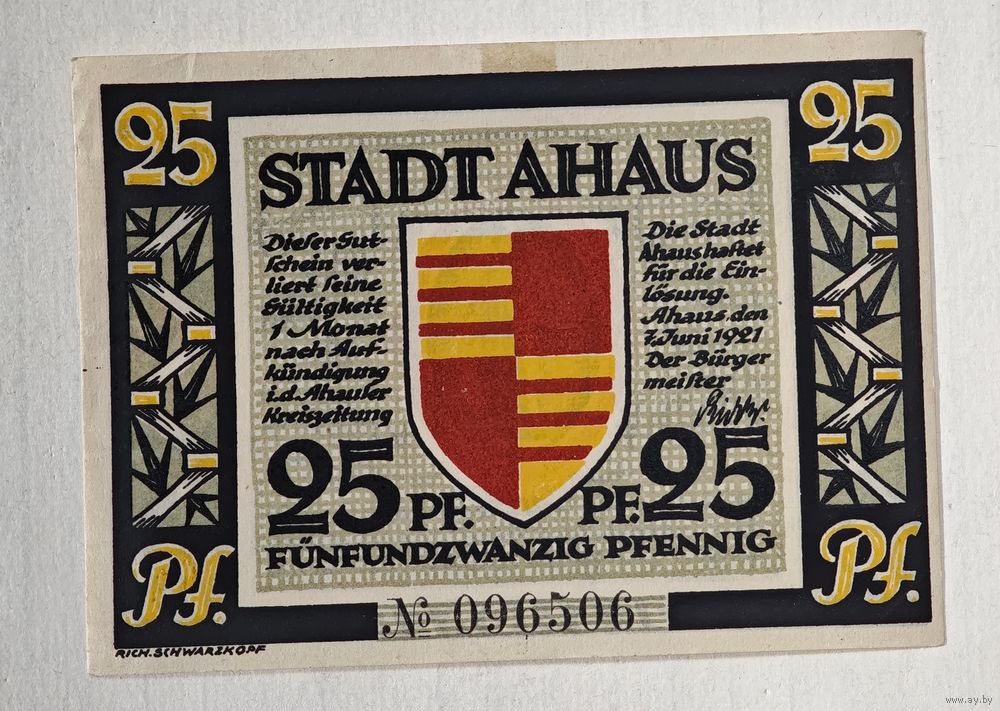 25
25
STADT AHAUS
Dieser Gut-
schein ver-
liert seine
Gültigkeit
1 Monat
nach Auf-
kündigung
i.d. Ahauser
Kreiszeitung
Die Stadt
Ahaus haftet
für die Ein-
lösung.
Ahaus, den
7. Juni 1921
Der Bürger
meister
25 PF.
PF. 25
FÜNFUNDZWANZIG PFENNIG
Pf.
Pf.
No 096506
RICH. SCHWARZKOPF
www.ay.by